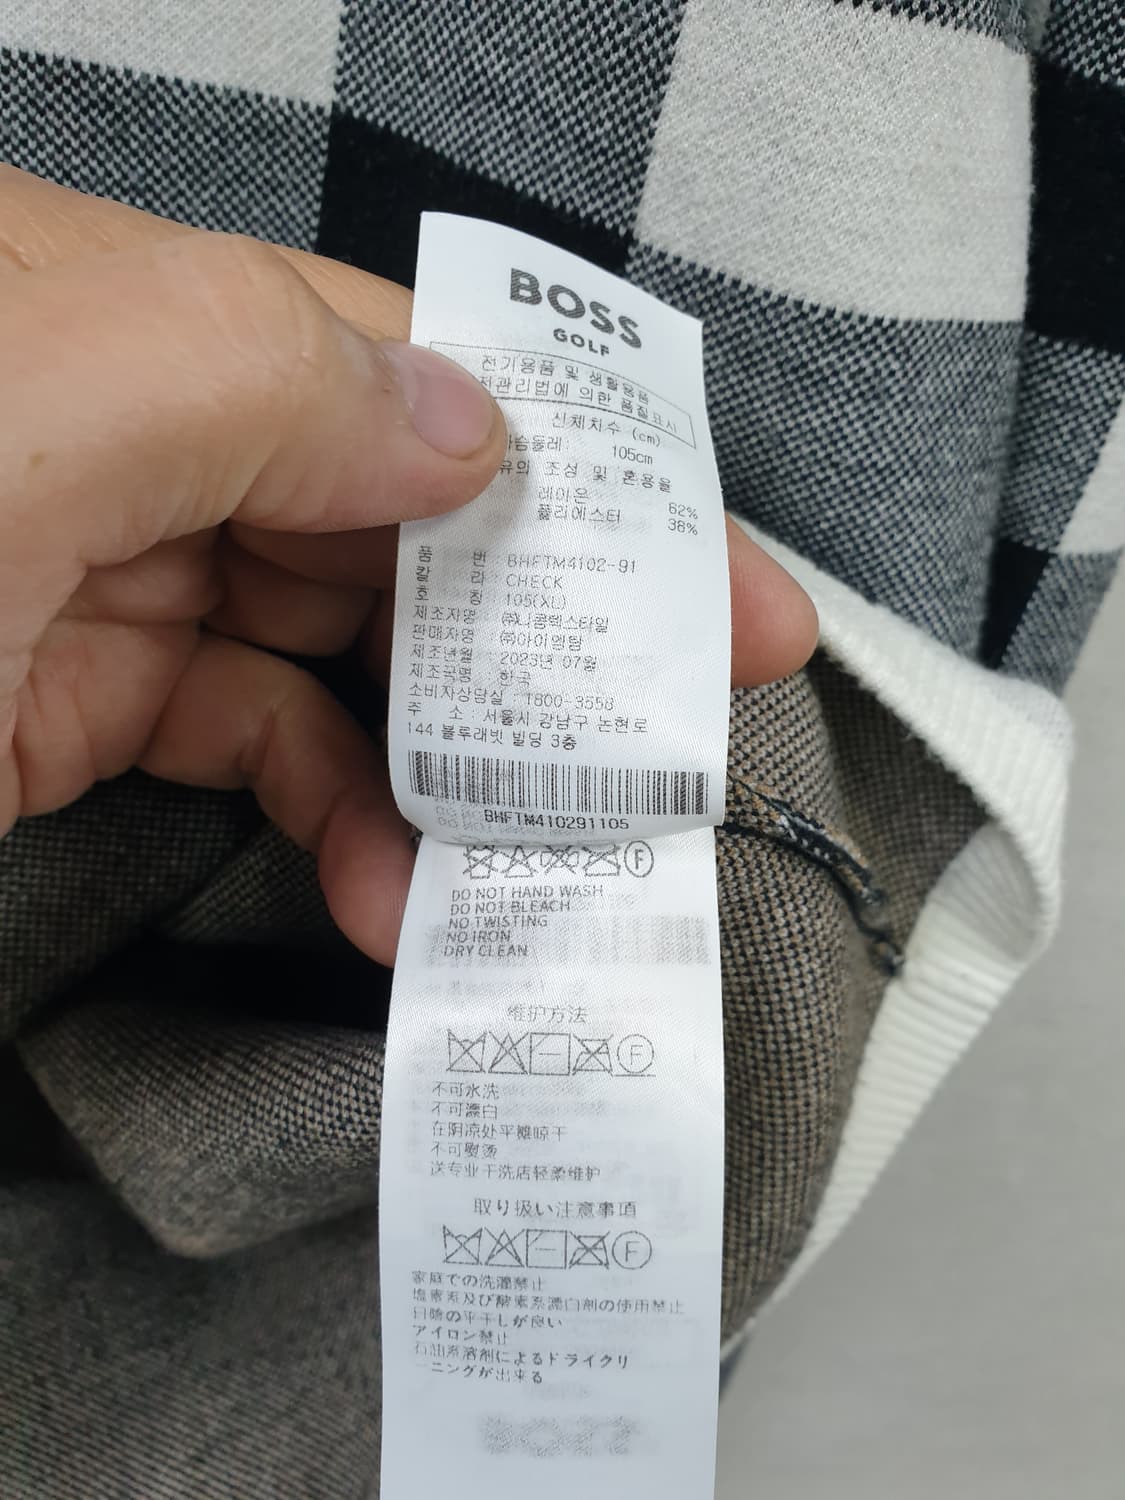 BOSS
GOLF
전기용품 및 생활용품
전관리법에 의한 품질표시
신체치수 (cm)
가슴둘레: 105cm
유의 조성 및 혼용율
레이온 62%
폴리에스터 38%
품 번 : BHFTM4102-91
칼 라 : CHECK
호 칭 : 105(XL)
제조자명 : ㈜니콩텍스타일
판매자명 : ㈜아이엠탐
제조년월 : 2023년 07월
제조국명 : 한국
소비자상담실 : 1800-3558
주 소 : 서울시 강남구 논현로
144 블루래빗 빌딩 3층
BHFTM410291105
F
DO NOT HAND WASH
DO NOT BLEACH
NO TWISTING
NO IRON
DRY CLEAN
维护方法
F
不可水洗
不可漂白
在阴凉处平摊晾干
不可熨烫
送专业干洗店轻柔维护
取り扱い注意事項
F
家庭での洗濯禁止
塩素系及び酸素系漂白剤の使用禁止
日陰の平干しが良い
アイロン禁止
石油系溶剤によるドライクリ
ーニングが出来る